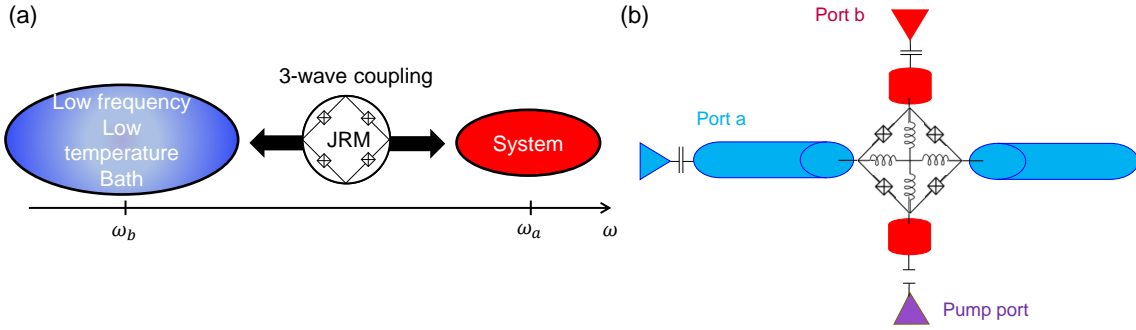 (a)
3-wave coupling
Low frequency
Low
temperature
Bath
JRM
System
ω_b
ω_a
ω
(b)
Port b
Port a
Pump port